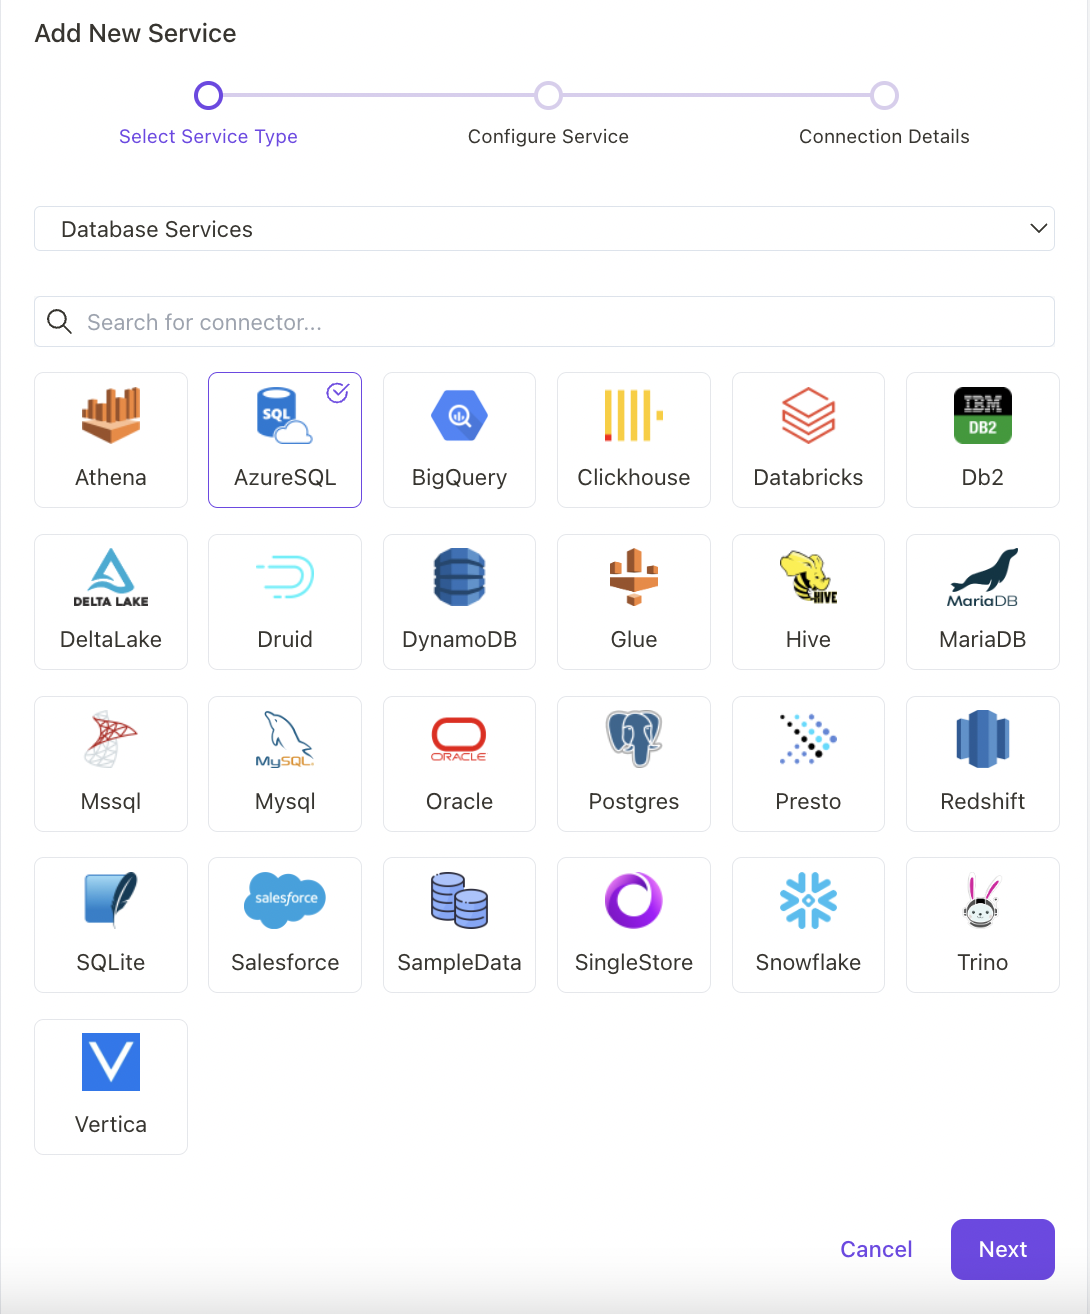 Add New Service
Select Service Type Configure Service Connection Details
Database Services
Search for connector...
SQL IBM
DB2
Athena AzureSQL BigQuery Clickhouse Databricks Db2
DELTA LAKE HIVE MariaDB
DeltaLake Druid DynamoDB Glue Hive MariaDB
MySQL ORACLE
Mssql Mysql Oracle Postgres Presto Redshift
salesforce
SQLite Salesforce SampleData SingleStore Snowflake Trino
V
Vertica
Cancel Next